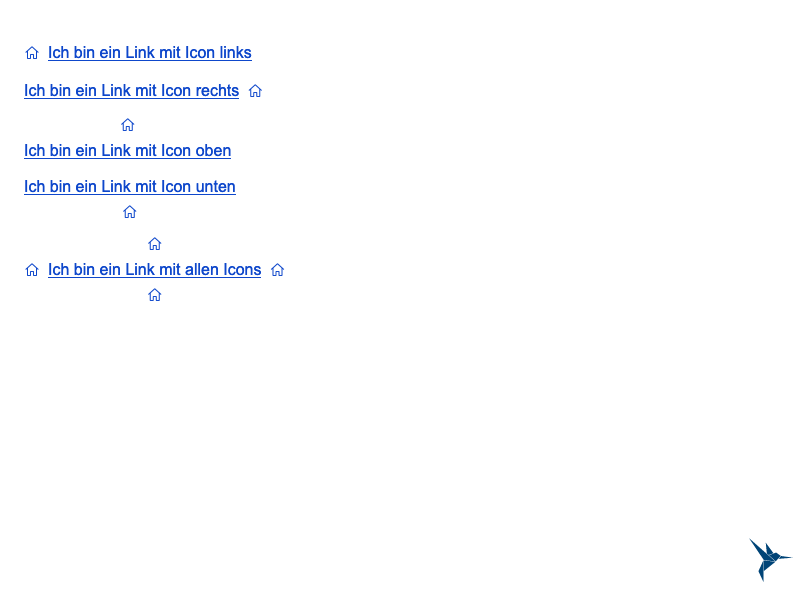 Ich bin ein Link mit Icon links
Ich bin ein Link mit Icon rechts
Ich bin ein Link mit Icon oben
Ich bin ein Link mit Icon unten
Ich bin ein Link mit allen Icons